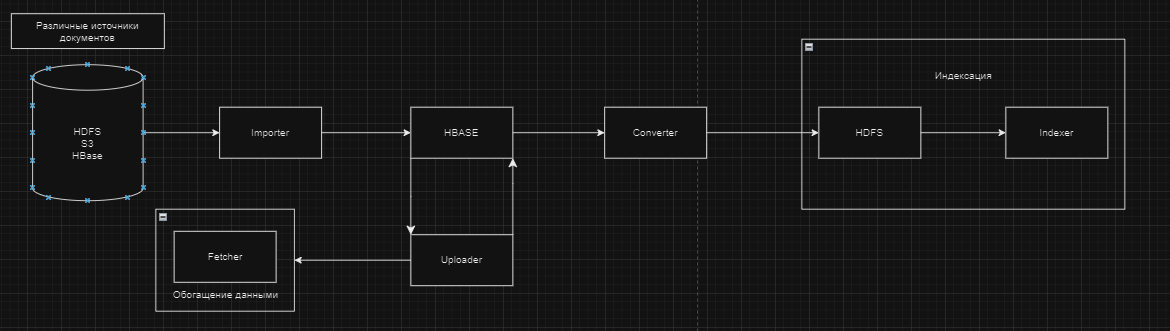 Различные источники
документов
HDFS
S3
HBase
Importer
HBASE
Converter
Индексация
HDFS
Indexer
Fetcher
Обогащение данными
Uploader